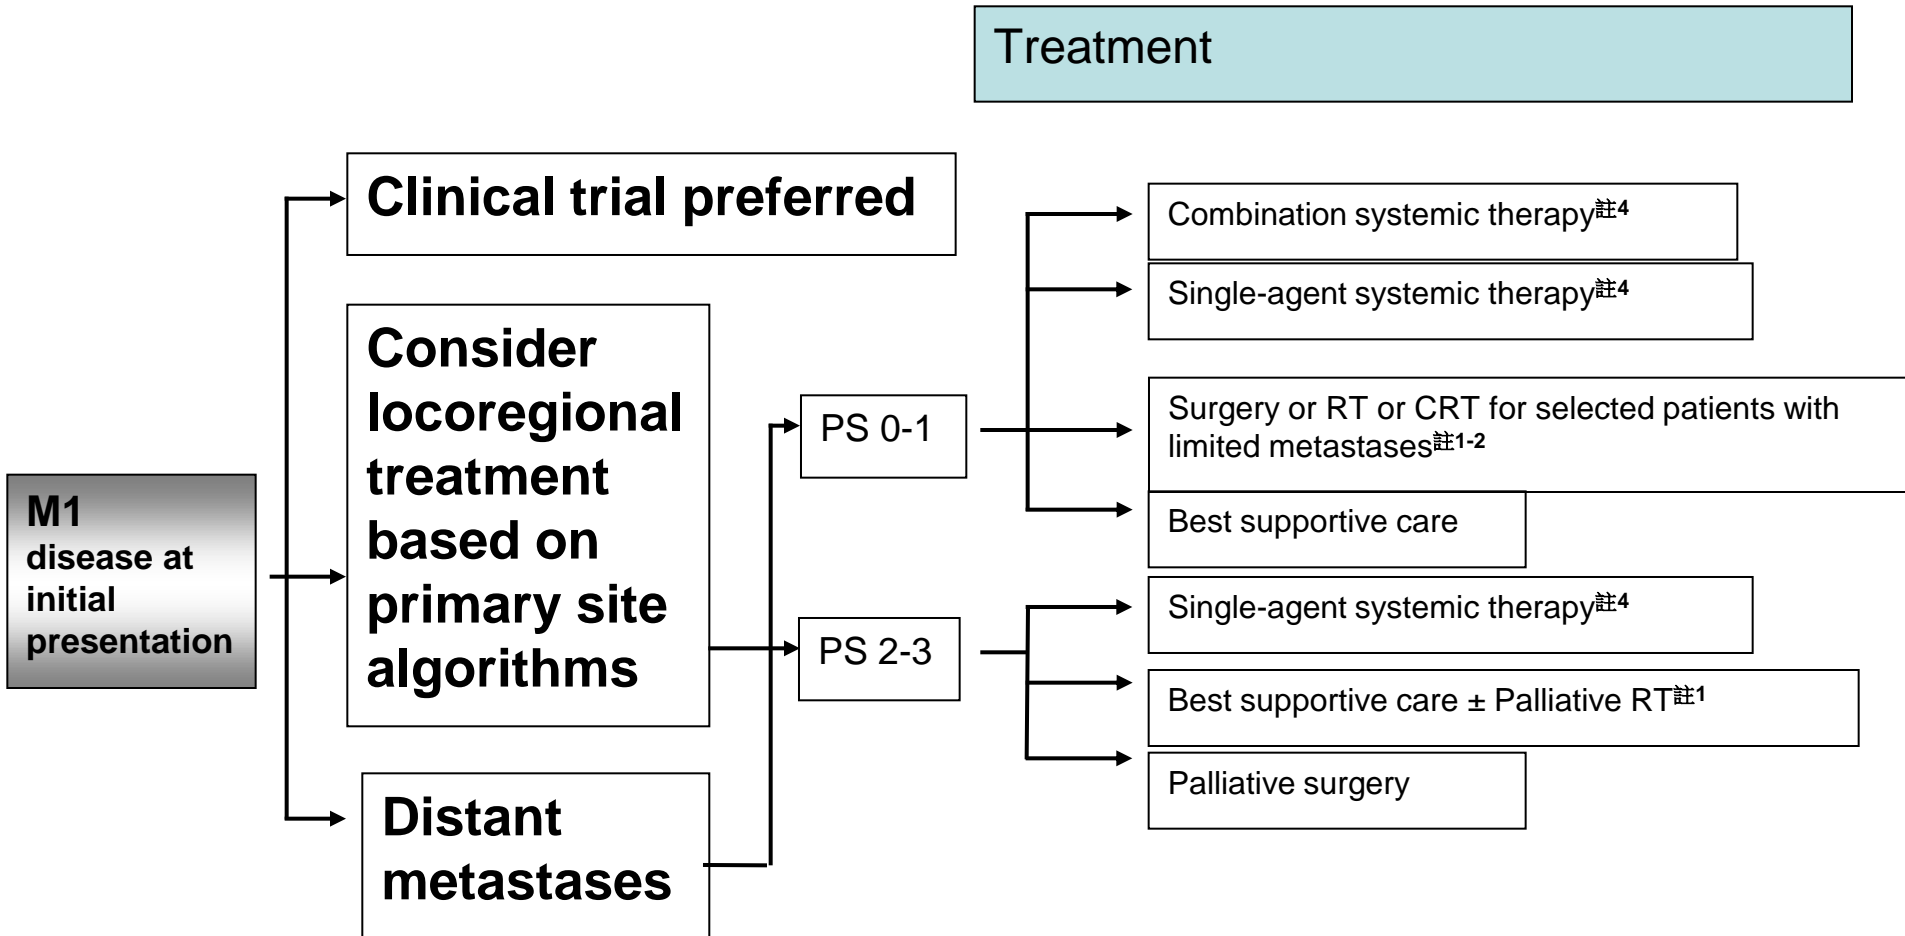 Treatment
Clinical trial preferred
Consider
locoregional
treatment
based on
primary site
algorithms
Distant
metastases
M1
disease at
initial
presentation
PS 0-1
PS 2-3
Combination systemic therapy註4
Single-agent systemic therapy註4
Surgery or RT or CRT for selected patients with
limited metastases註1-2
Best supportive care
Single-agent systemic therapy註4
Best supportive care ± Palliative RT註1
Palliative surgery